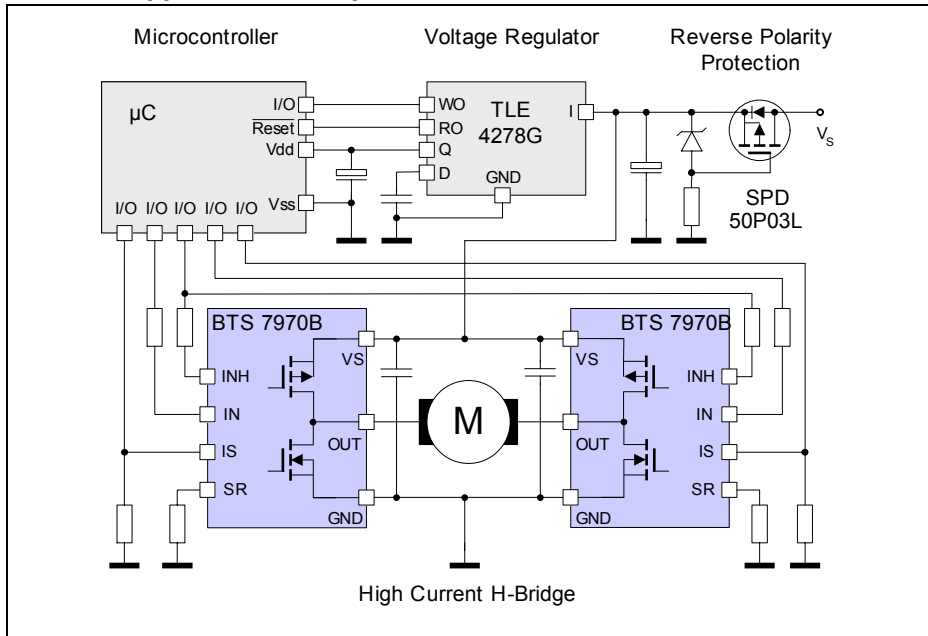 Microcontroller
Voltage Regulator
Reverse Polarity
Protection
µC
I/O
Reset
Vdd
Vss
I/O I/O I/O I/O I/O
WO
RO
Q
D
TLE
4278G
I
GND
V_S
SPD
50P03L
BTS 7970B
VS
INH
IN
IS
SR
OUT
GND
M
BTS 7970B
VS
INH
IN
IS
SR
OUT
GND
High Current H-Bridge